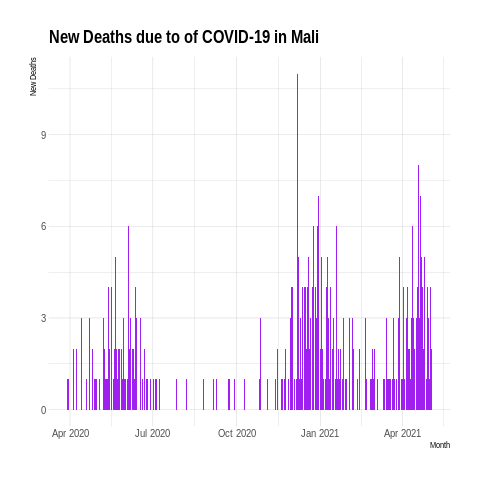 New Deaths due to of COVID-19 in Mali
New Deaths
9
6
3
0
Apr 2020 Jul 2020 Oct 2020 Jan 2021 Apr 2021
Month